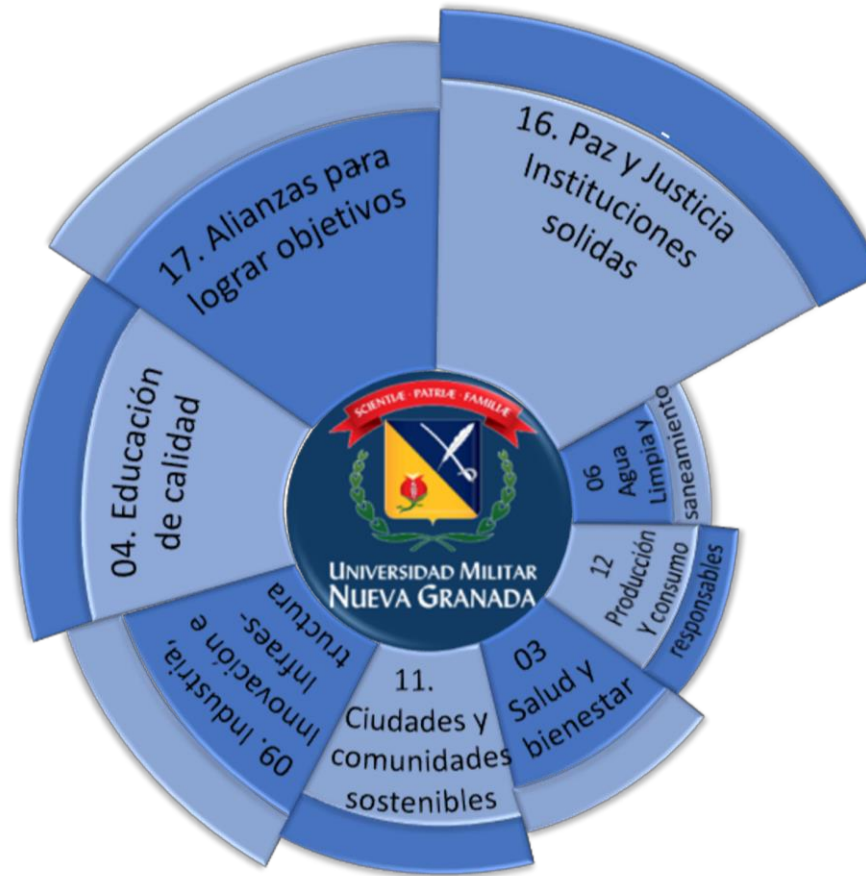 16. Paz y Justicia
Instituciones
solidas
06
Agua
Limpia y
saneamiento
12
Producción
Y consumo
responsables
03
Salud y
bienestar
11.
Ciudades y
comunidades
sostenibles
09. Industria,
Innovación e
Infraes-
tructura
04. Educación
de calidad
17. Alianzas para
lograr objetivos
SCIENTIÆ · PATRIÆ · FAMILIÆ
UNIVERSIDAD MILITAR
NUEVA GRANADA